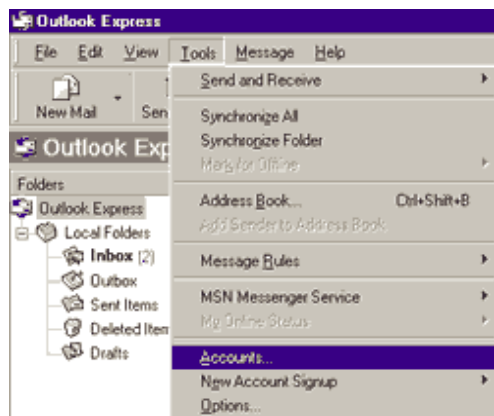 Outlook Express
File Edit View Tools Message Help
New Mail Sen
Send and Receive
Synchronize All
Synchronize Folder
Mark for Offline
Address Book... Ctrl+Shift+B
Add Sender to Address Book
Message Rules
MSN Messenger Service
My Online Status
Accounts...
New Account Signup
Options...
Outlook Exp
Folders
Outlook Express
Local Folders
Inbox (2)
Outbox
Sent Items
Deleted Item
Drafts